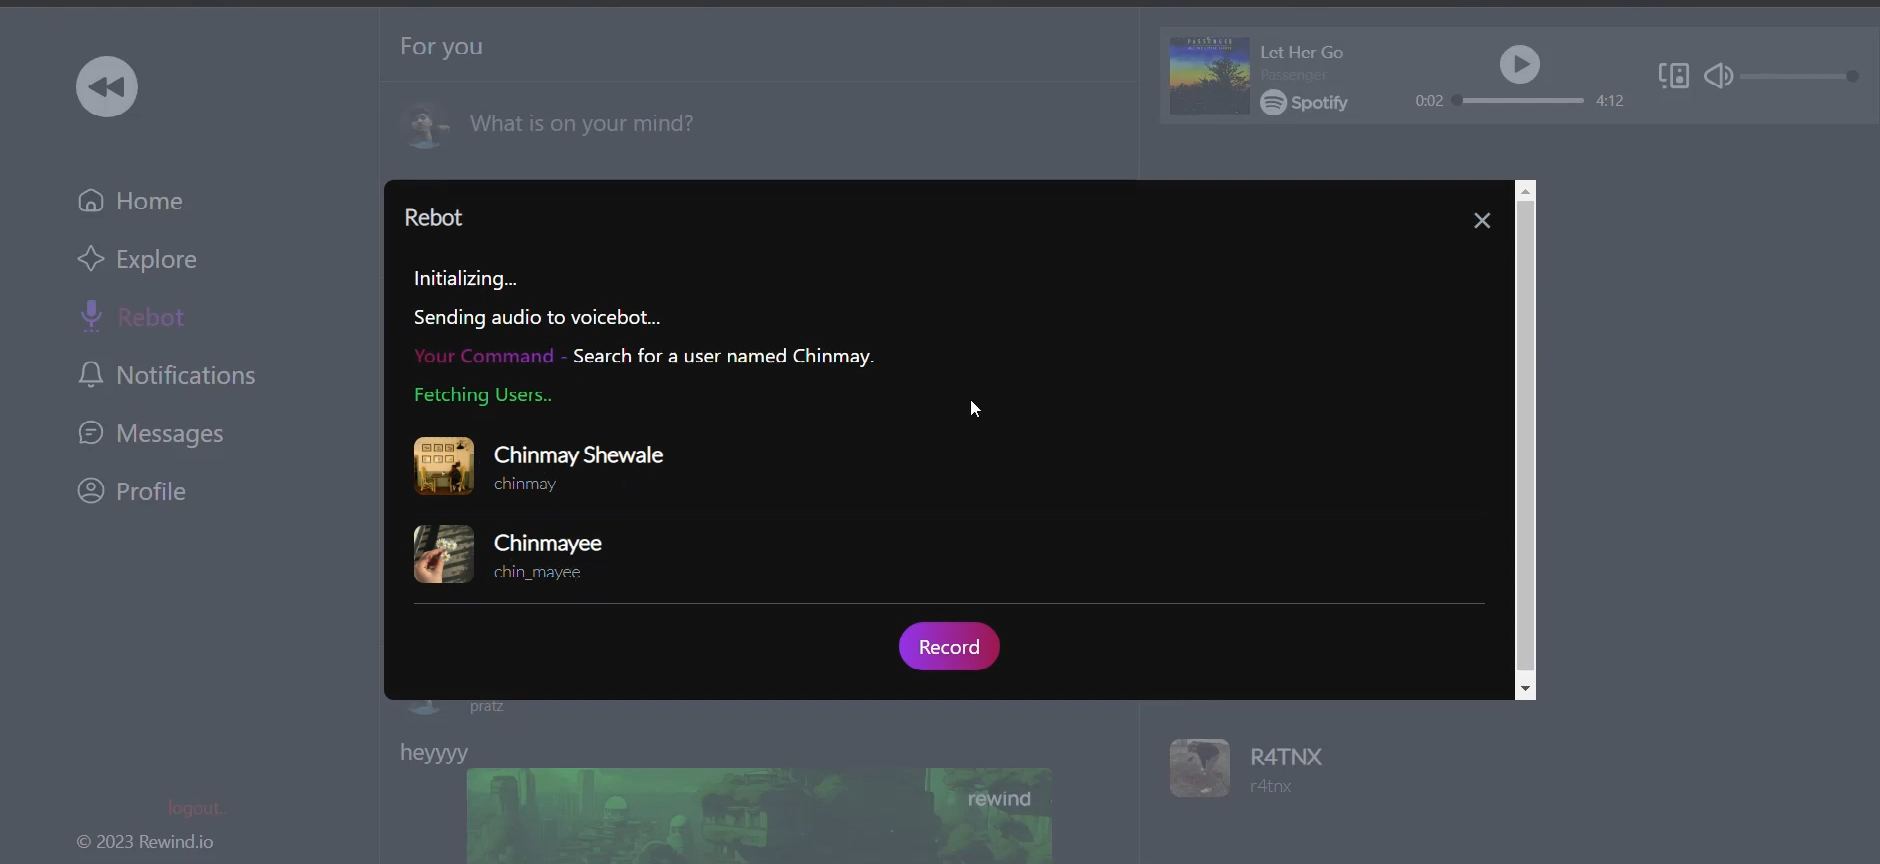 For you
What is on your mind?
Home
Explore
Rebot
Notifications
Messages
Profile
logout..
© 2023 Rewind.io
PASSENGER
Let Her Go
Passenger
Spotify
0:02
4:12
Rebot
Initializing...
Sending audio to voicebot...
Your Command - Search for a user named Chinmay.
Fetching Users..
Chinmay Shewale
chinmay
Chinmayee
chin_mayee
Record
pratz
heyyyy
rewind
R4TNX
r4tnx